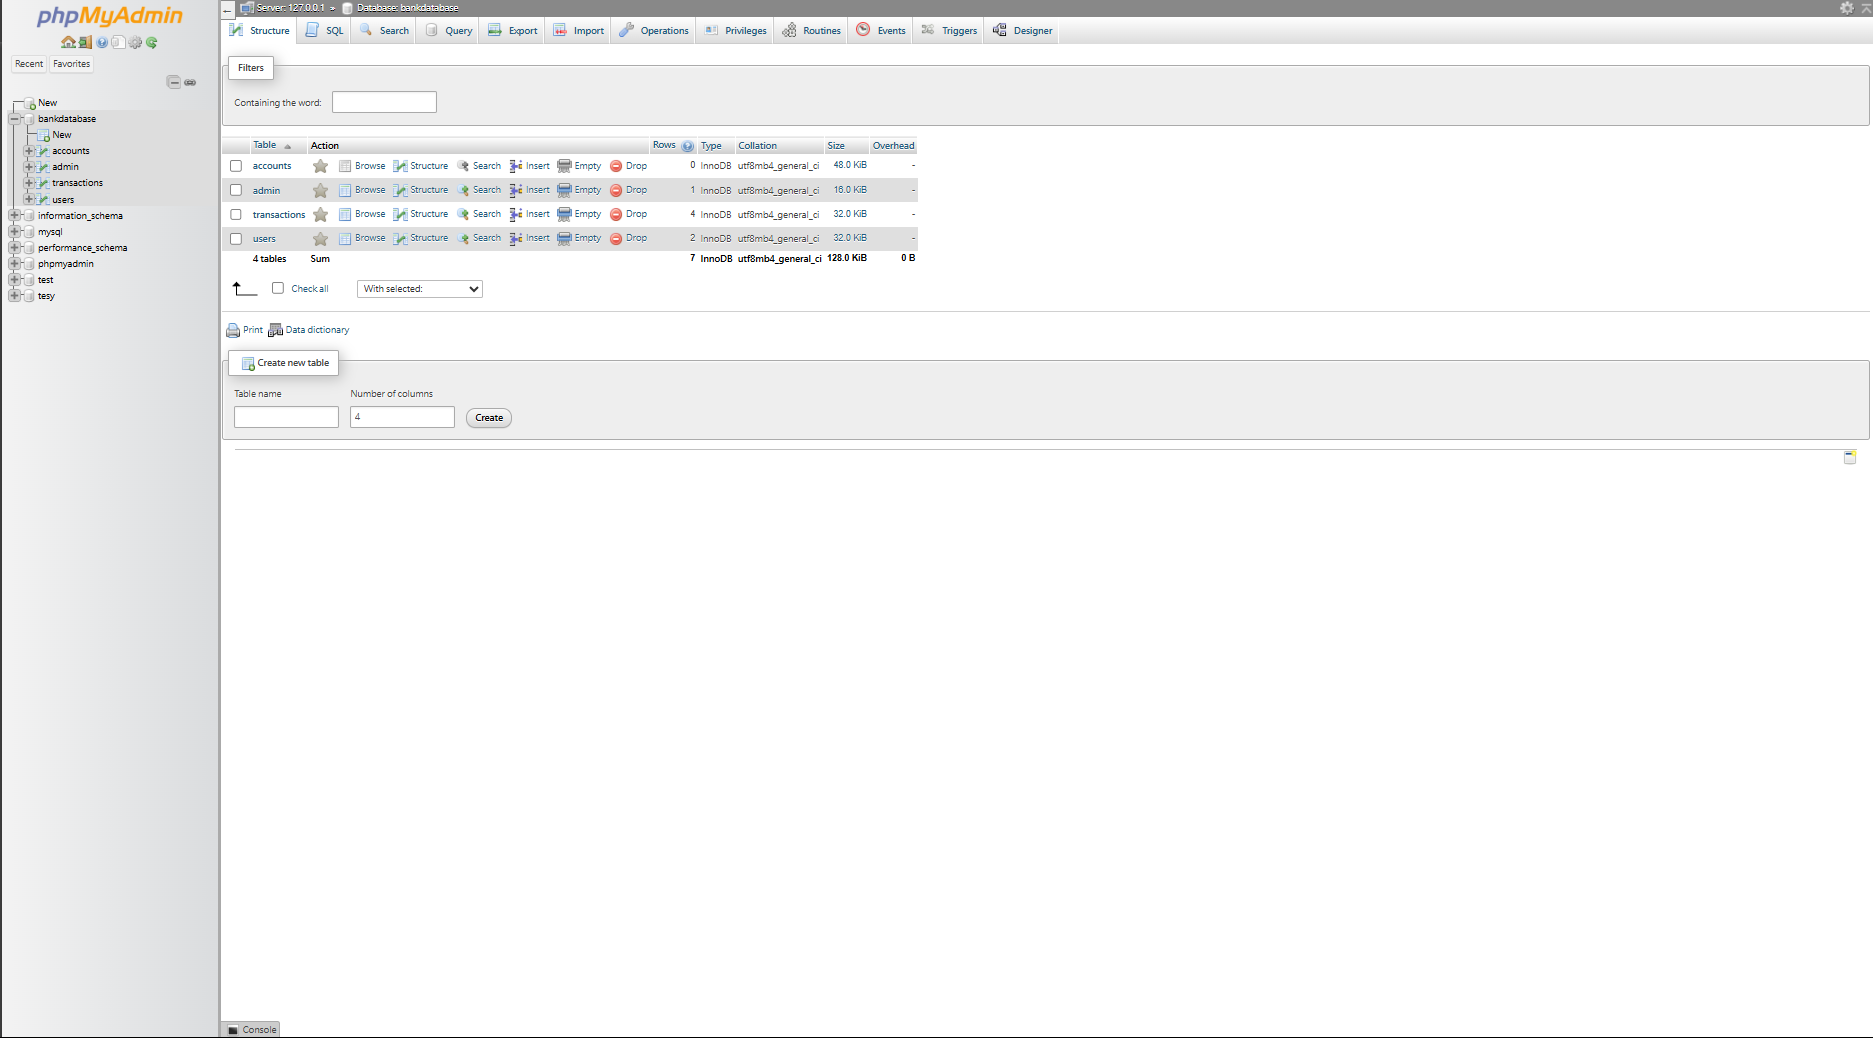 phpMyAdmin
Recent Favorites
New
bankdatabase
New
accounts
admin
transactions
users
information_schema
mysql
performance_schema
phpmyadmin
test
tesy
Server: 127.0.0.1 » Database: bankdatabase
Structure SQL Search Query Export Import Operations Privileges Routines Events Triggers Designer
Filters
Containing the word:
Table Action Rows Type Collation Size Overhead
accounts Browse Structure Search Insert Empty Drop 0 InnoDB utf8mb4_general_ci 48.0 KiB -
admin Browse Structure Search Insert Empty Drop 1 InnoDB utf8mb4_general_ci 16.0 KiB -
transactions Browse Structure Search Insert Empty Drop 4 InnoDB utf8mb4_general_ci 32.0 KiB -
users Browse Structure Search Insert Empty Drop 2 InnoDB utf8mb4_general_ci 32.0 KiB -
4 tables Sum 7 InnoDB utf8mb4_general_ci 128.0 KiB 0 B
Check all With selected:
Print Data dictionary
Create new table
Table name Number of columns
4 Create
Console